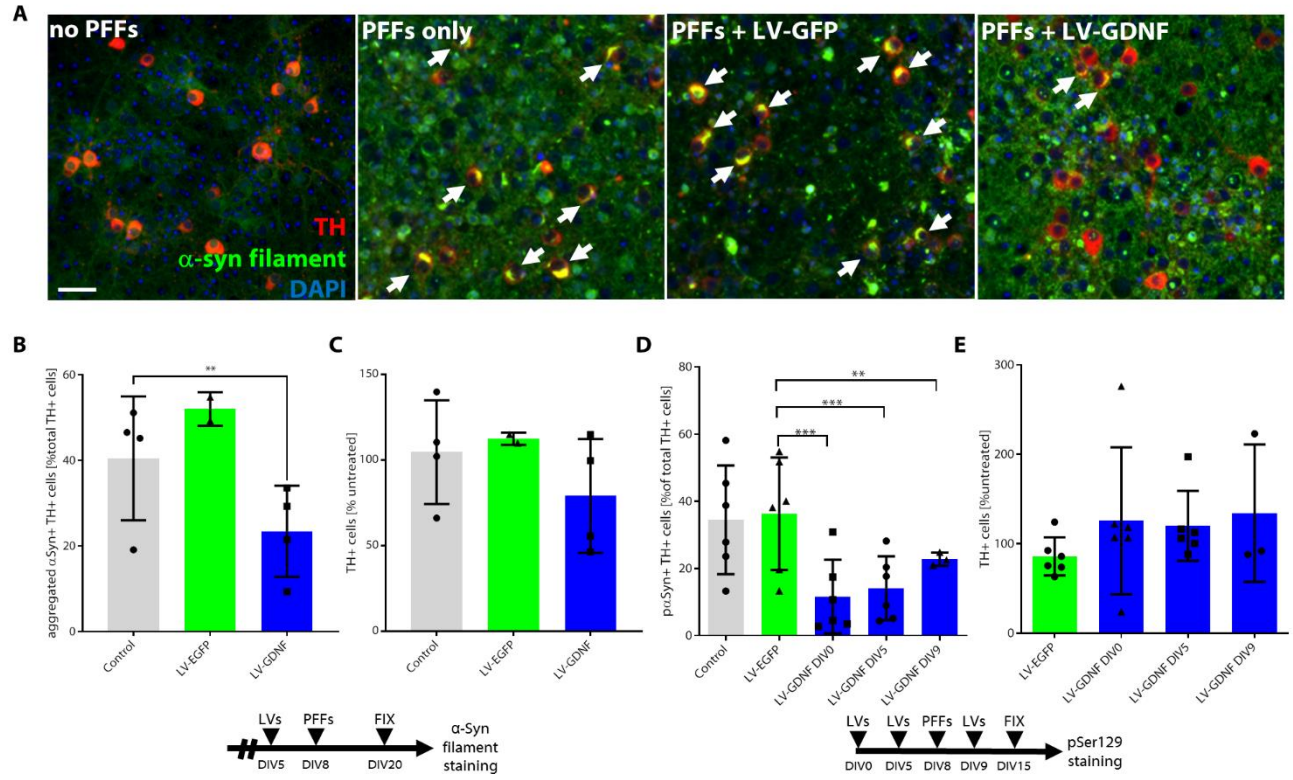 A
no PFFs
PFFs only
PFFs + LV-GFP
PFFs + LV-GDNF
TH
α-syn filament
DAPI
B
aggregated αSyn+ TH+ cells [%total TH+ cells]
60
40
20
0
**
Control
LV-EGFP
LV-GDNF
C
TH+ cells [% untreated]
150
100
50
0
Control
LV-EGFP
LV-GDNF
D
pαSyn+ TH+ cells [%of total TH+ cells]
80
60
40
20
0
**
***
***
Control
LV-EGFP
LV-GDNF DIV0
LV-GDNF DIV5
LV-GDNF DIV9
E
TH+ cells [%untreated]
300
200
100
0
LV-EGFP
LV-GDNF DIV0
LV-GDNF DIV5
LV-GDNF DIV9
LVs PFFs FIX
DIV5 DIV8 DIV20
α-Syn
filament
staining
LVs LVs PFFs LVs FIX
DIV0 DIV5 DIV8 DIV9 DIV15
pSer129
staining